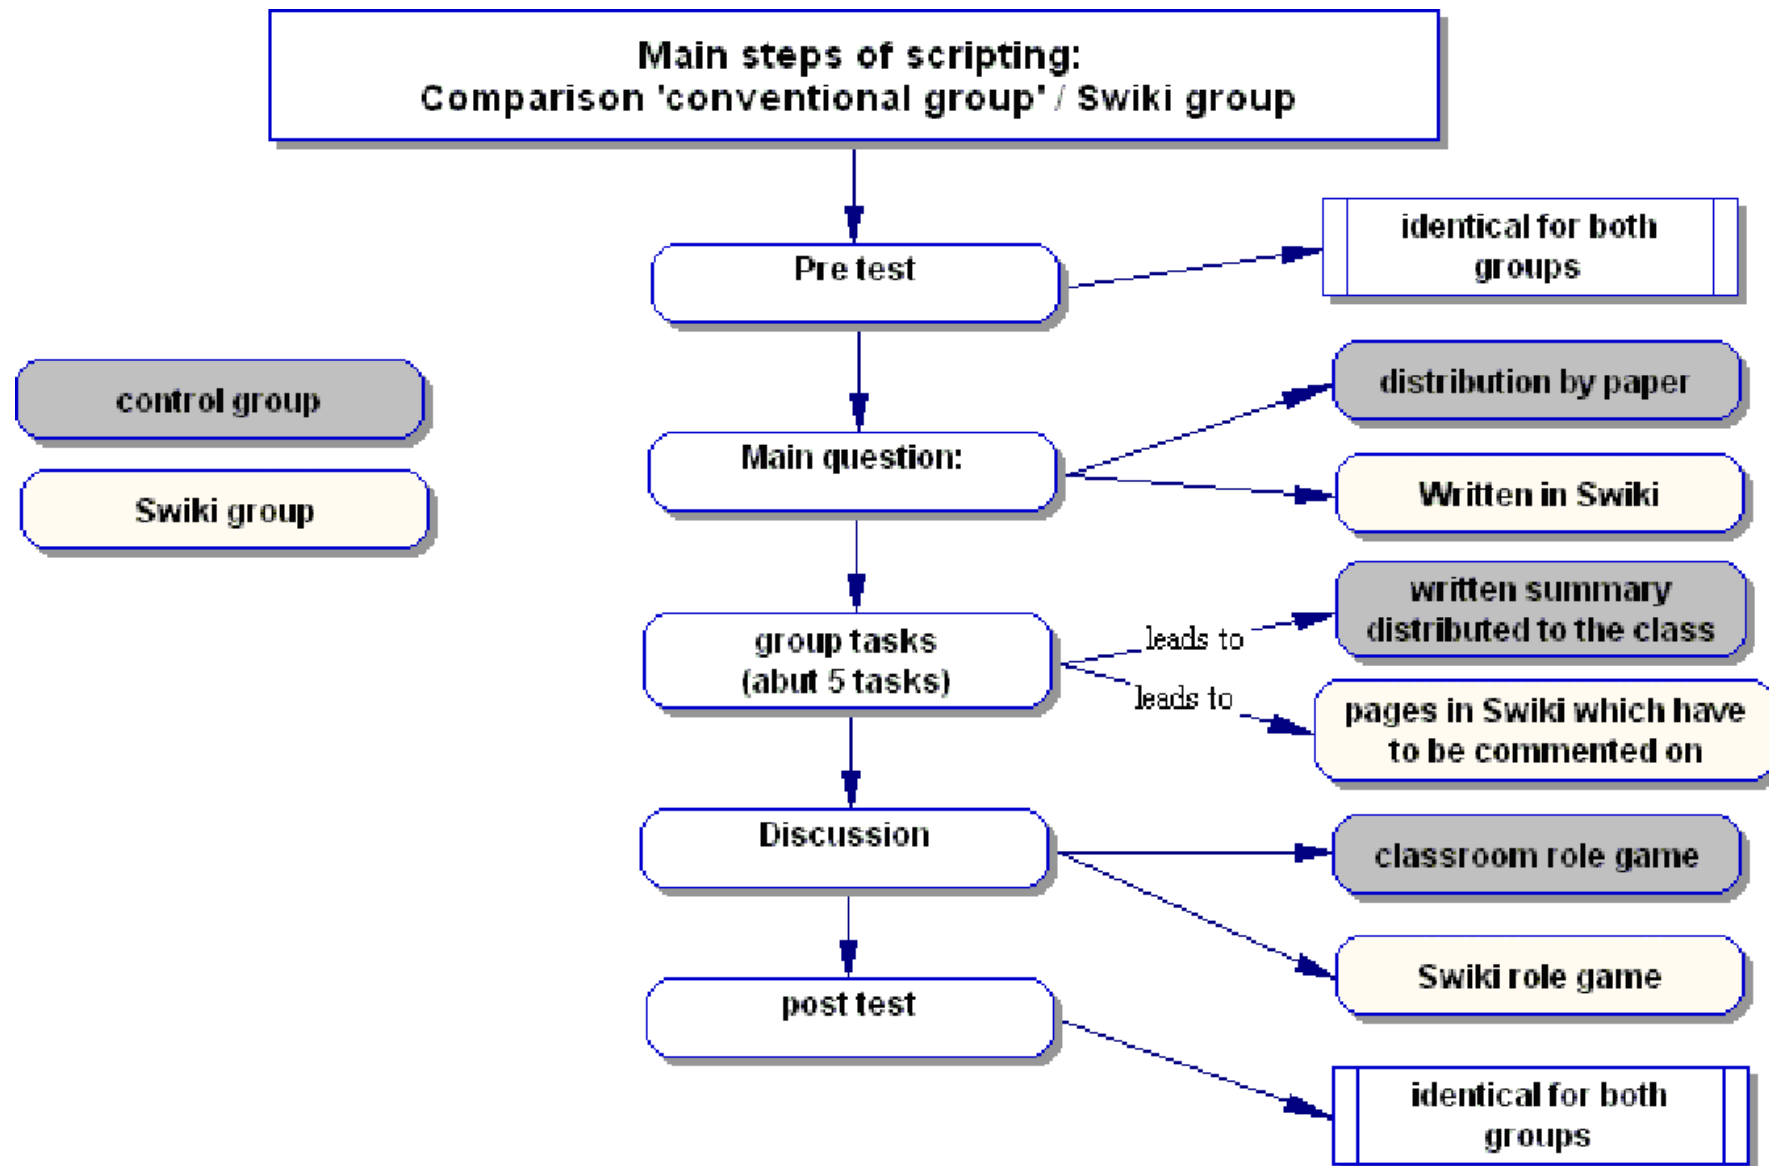 Main steps of scripting:
Comparison 'conventional group' / Swiki group
Pre test
identical for both
groups
control group
Swiki group
Main question:
distribution by paper
Written in Swiki
group tasks
(abut 5 tasks)
leads to
written summary
distributed to the class
leads to
pages in Swiki which have
to be commented on
Discussion
classroom role game
Swiki role game
post test
identical for both
groups